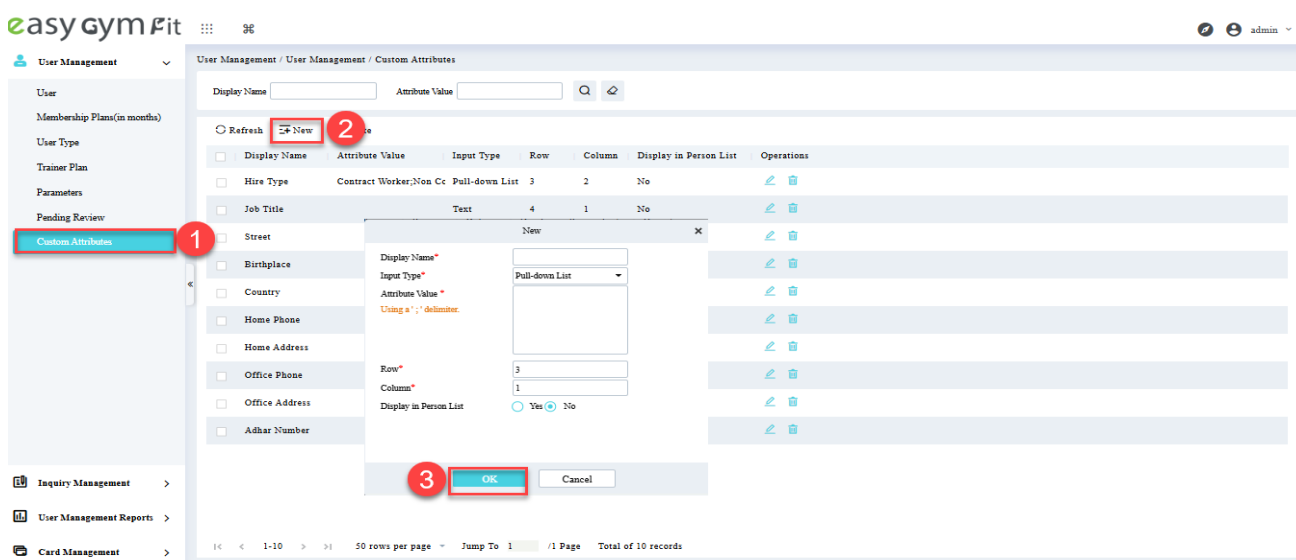 easy Gym Fit
admin
User Management
User Management / User Management / Custom Attributes
User
Membership Plans(in months)
User Type
Trainer Plan
Parameters
Pending Review
Custom Attributes
1
Display Name Attribute Value
Refresh New 2
Display Name Attribute Value Input Type Row Column Display in Person List Operations
Hire Type Contract Worker;Non Cc Pull-down List 3 2 No
Job Title Text 4 1 No
Street
Birthplace
Country
Home Phone
Home Address
Office Phone
Office Address
Adhar Number
New
Display Name*
Input Type* Pull-down List
Attribute Value *
Using a ' ; ' delimiter.
Row* 3
Column* 1
Display in Person List Yes No
3 OK Cancel
Inquiry Management
User Management Reports
Card Management
1-10 50 rows per page Jump To 1 /1 Page Total of 10 records